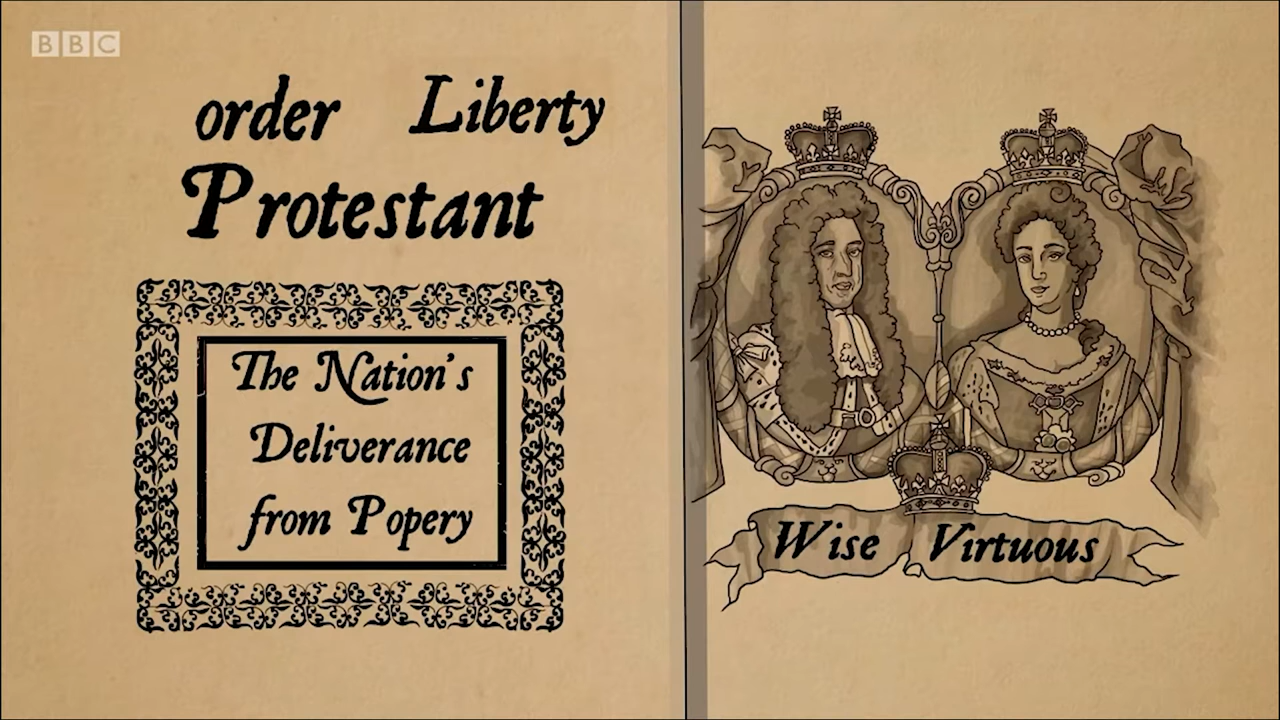 BBC
order Liberty
Protestant
The Nation's
Deliverance
from Popery
Wise Virtuous